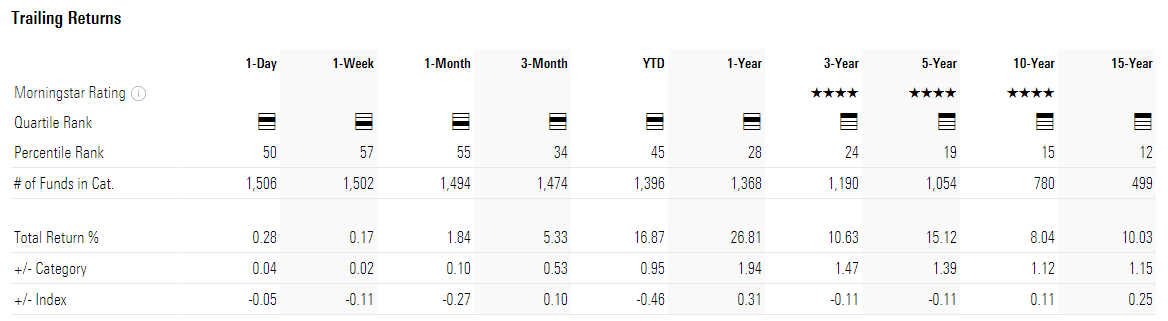 Trailing Returns
1-Day 1-Week 1-Month 3-Month YTD 1-Year 3-Year 5-Year 10-Year 15-Year
Morningstar Rating ★★★★ ★★★★ ★★★★
Quartile Rank
Percentile Rank 50 57 55 34 45 28 24 19 15 12
# of Funds in Cat. 1,506 1,502 1,494 1,474 1,396 1,368 1,190 1,054 780 499
Total Return % 0.28 0.17 1.84 5.33 16.87 26.81 10.63 15.12 8.04 10.03
+/- Category 0.04 0.02 0.10 0.53 0.95 1.94 1.47 1.39 1.12 1.15
+/- Index -0.05 -0.11 -0.27 0.10 -0.46 0.31 -0.11 -0.11 0.11 0.25